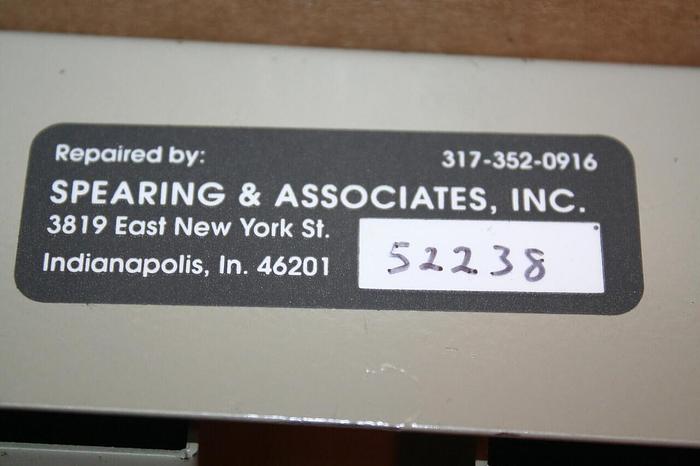 Repaired by: 317-352-0916
SPEARING & ASSOCIATES, INC.
3819 East New York St.
Indianapolis, In. 46201
52238